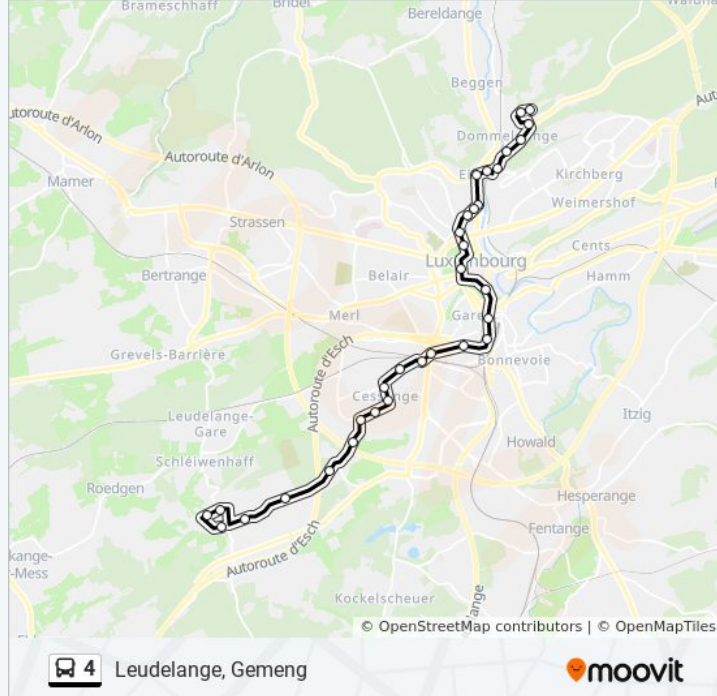 Brameschhaff
Bridel
Bereldange
Beggen
Autoroute d'Arlon
Autoroute d'Arlon
Dommeldange
Mamer
Kirchberg
Weimershof
Strassen
Cents
Luxembourg
Bertrange
Belair
Hamm
Merl
Gare
Grevels-Barrière
Autoroute d'Esch
Bonnevoie
Cessange
Leudelange-
Gare
Itzig
Howald
Schléiwenhaff
Roedgen
Hesperange
Fentange
Autoroute d'Esch
Kockelscheuer
© OpenStreetMap contributors | © OpenMapTiles
4 Leudelange, Gemeng
moovit